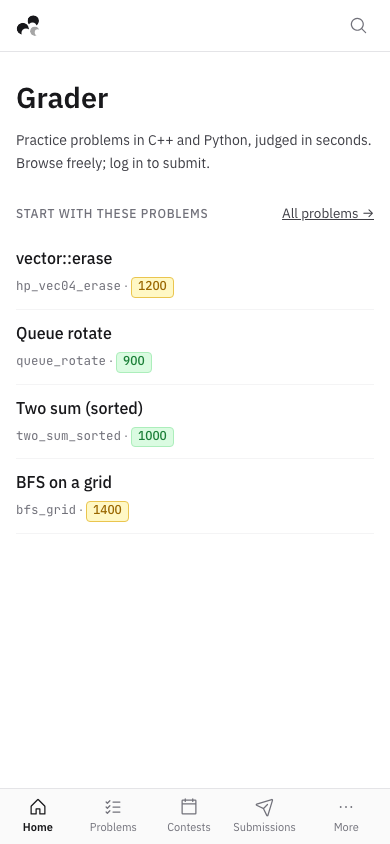 Grader
Practice problems in C++ and Python, judged in seconds.
Browse freely; log in to submit.
START WITH THESE PROBLEMS All problems →
vector::erase
hp_vec04_erase · 1200
Queue rotate
queue_rotate · 900
Two sum (sorted)
two_sum_sorted · 1000
BFS on a grid
bfs_grid · 1400
Home Problems Contests Submissions More